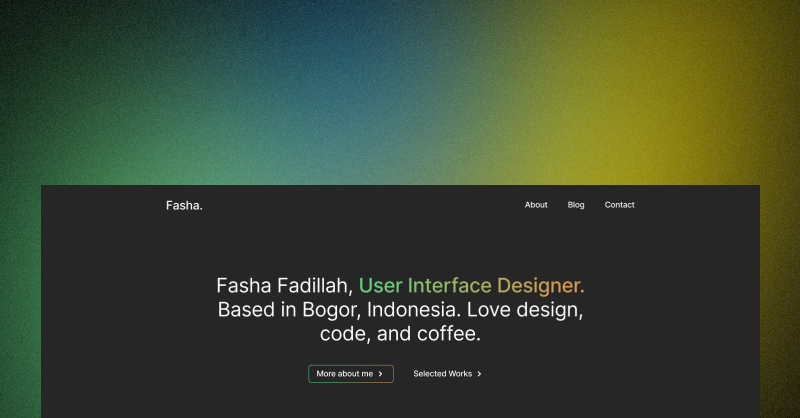 Fasha.
About Blog Contact
Fasha Fadillah, User Interface Designer.
Based in Bogor, Indonesia. Love design,
code, and coffee.
More about me Selected Works